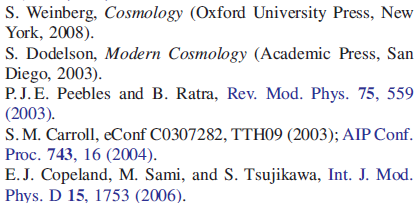 S. Weinberg, Cosmology (Oxford University Press, New
York, 2008).
S. Dodelson, Modern Cosmology (Academic Press, San
Diego, 2003).
P. J. E. Peebles and B. Ratra, Rev. Mod. Phys. 75, 559
(2003).
S. M. Carroll, eConf C0307282, TTH09 (2003); AIP Conf.
Proc. 743, 16 (2004).
E. J. Copeland, M. Sami, and S. Tsujikawa, Int. J. Mod.
Phys. D 15, 1753 (2006).